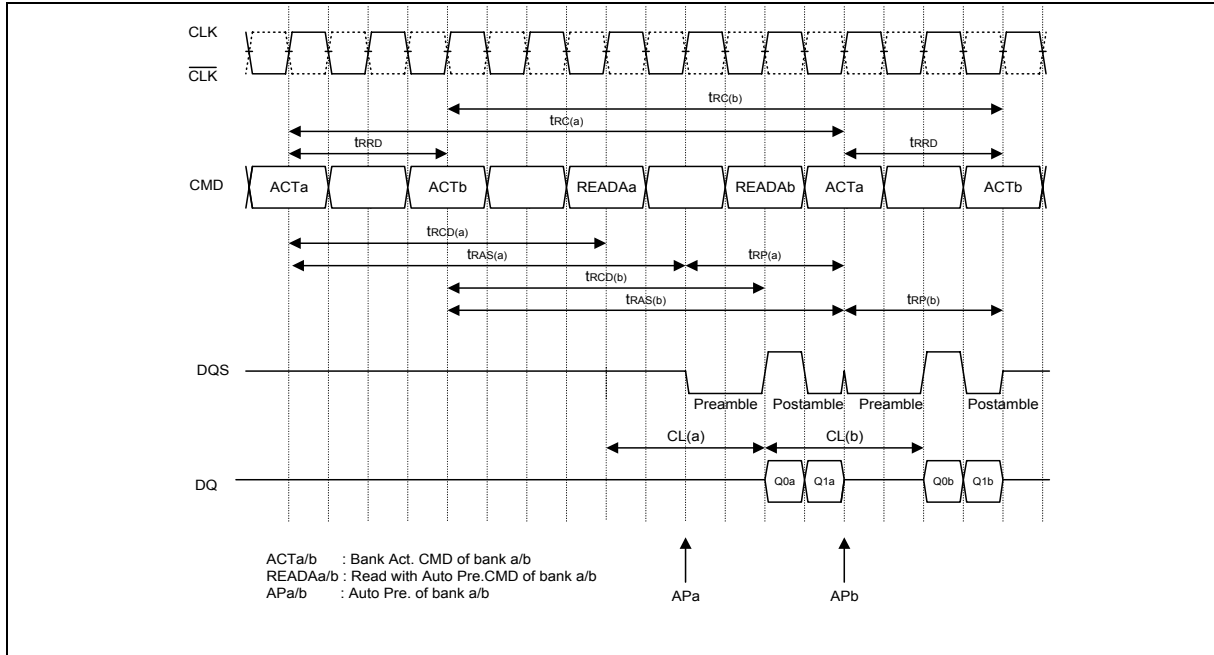 CLK
CLK
tRC(b)
tRC(a)
tRRD tRRD
CMD ACTa ACTb READAa READAb ACTa ACTb
tRCD(a)
tRAS(a) tRP(a)
tRCD(b)
tRAS(b) tRP(b)
DQS
Preamble Postamble Preamble Postamble
CL(a) CL(b)
DQ Q0a Q1a Q0b Q1b
ACTa/b : Bank Act. CMD of bank a/b
READAa/b : Read with Auto Pre.CMD of bank a/b
APa/b : Auto Pre. of bank a/b
APa APb